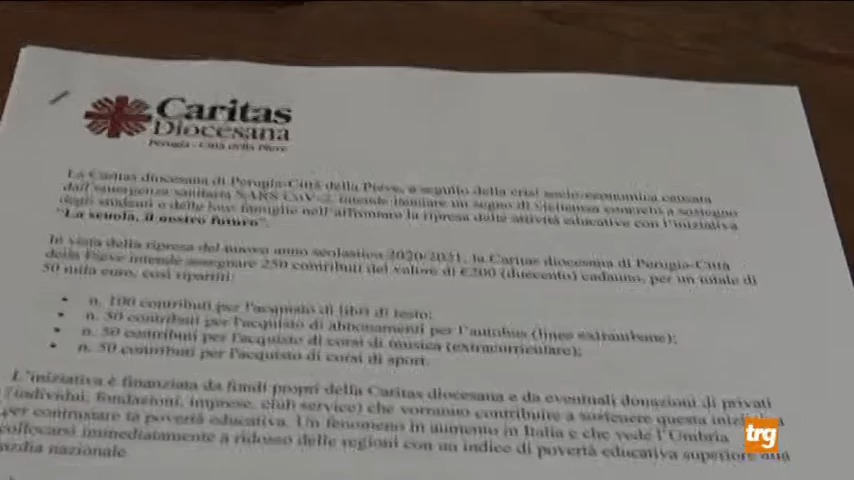 Caritas
Diocesana
Perugia - Città della Pieve
La Caritas diocesana di Perugia-Città della Pieve, a seguito della crisi socio-economica causata
dall'emergenza sanitaria SARS CoV-2, intende lanciare un segno di vicinanza concreta a sostegno
degli studenti e delle loro famiglie nell'affrontare la ripresa delle attività educative con l'iniziativa
"La scuola, il nostro futuro".
In vista della ripresa del nuovo anno scolastico 2020/2021, la Caritas diocesana di Perugia-Città
della Pieve intende assegnare 250 contributi del valore di €200 (duecento) cadauno, per un totale di
50 mila euro, così ripartiti:
• n. 100 contributi per l'acquisto di libri di testo;
• n. 50 contributi per l'acquisto di abbonamenti per l'autobus (linee extraurbane);
• n. 50 contributi per l'acquisto di corsi di musica (extracurriculare);
• n. 50 contributi per l'acquisto di corsi di sport.
L'iniziativa è finanziata da fondi propri della Caritas diocesana e da eventuali donazioni di privati
(individui, fondazioni, imprese, club service) che vorranno contribuire a sostenere questa
per contrastare la povertà educativa. Un fenomeno in aumento in Italia e che vede l'Umbria
collocarsi immediatamente a ridosso delle regioni con un indice di povertà educativa superiore alla
media nazionale.
trg